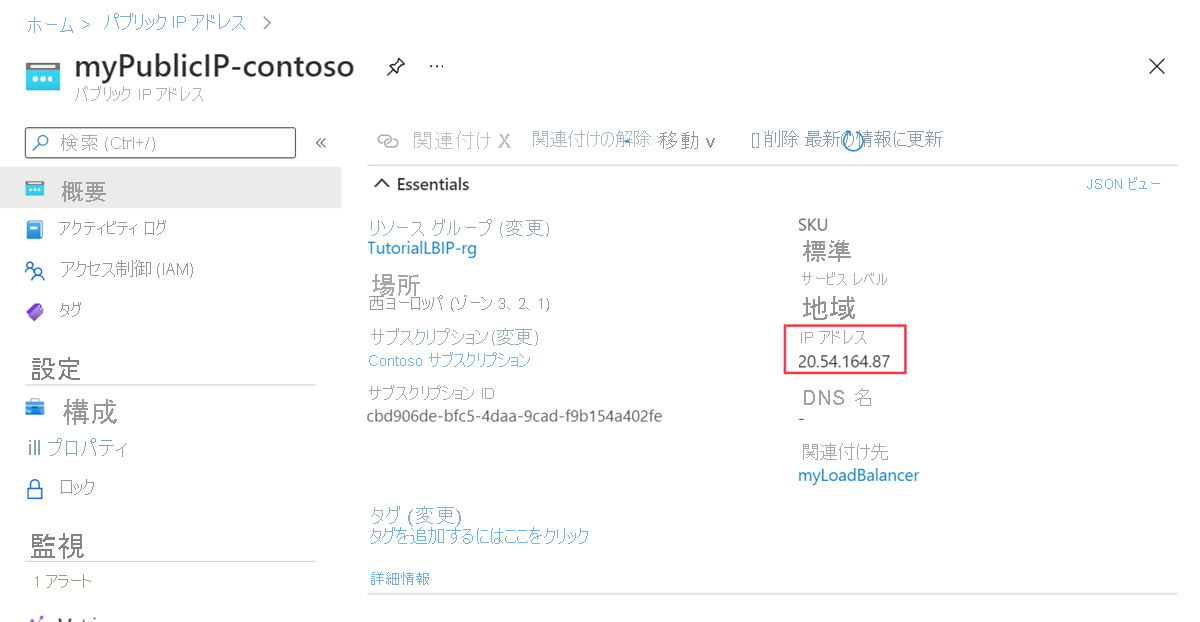 ホーム > パブリック IP アドレス >
myPublicIP-contoso ...
パブリック IP アドレス
検索 (Ctrl+/) «
概要
アクティビティ ログ
アクセス制御 (IAM)
タグ
設定
構成
ill プロパティ
ロック
監視
1 アラート
関連付け X 関連付けの解除 移動 v [] 削除 最新の情報に更新
Essentials JSON ビュー
リソース グループ (変更)
TutorialLBIP-rg
場所
西ヨーロッパ (ゾーン 3、2、1)
サブスクリプション(変更)
Contoso サブスクリプション
サブスクリプション ID
cbd906de-bfc5-4daa-9cad-f9b154a402fe
SKU
標準
サービス レベル
地域
IP アドレス
20.54.164.87
DNS 名
-
関連付け先
myLoadBalancer
タグ (変更)
タグを追加するにはここをクリック
詳細情報